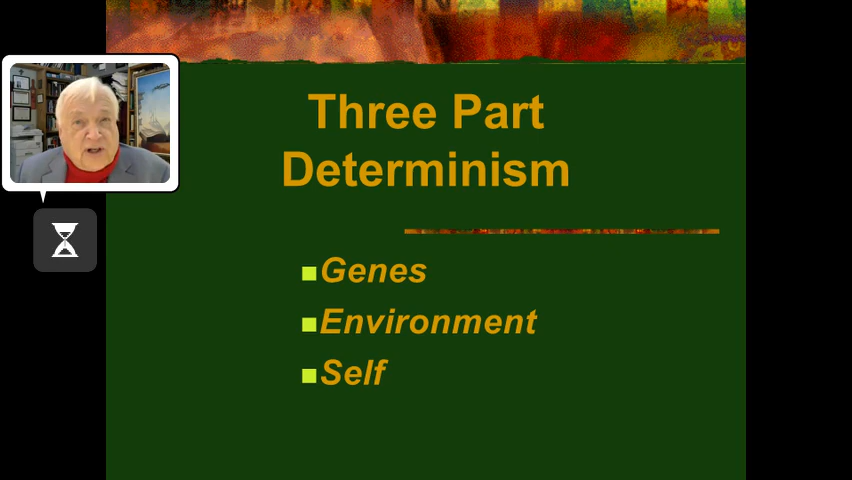 Three Part
Determinism
Genes
Environment
Self